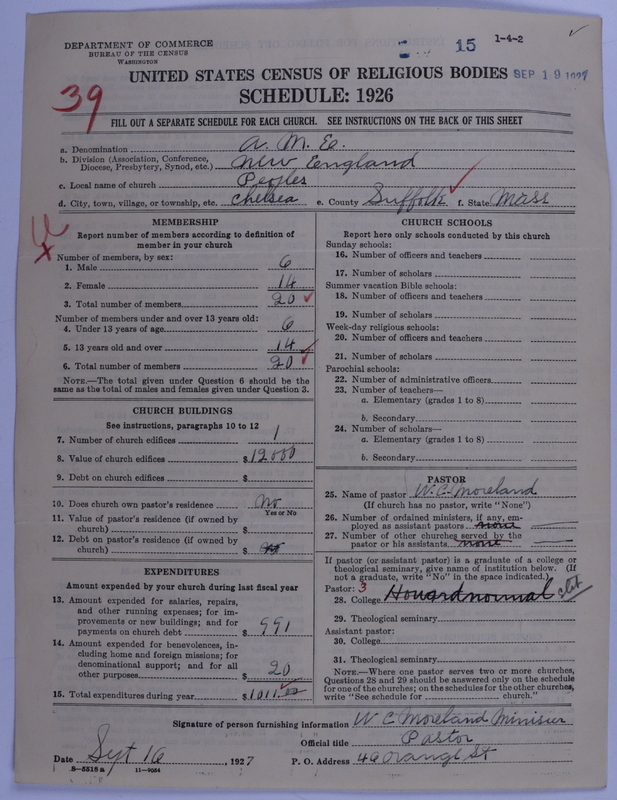 DEPARTMENT OF COMMERCE
BUREAU OF THE CENSUS
WASHINGTON
15
1-4-2
UNITED STATES CENSUS OF RELIGIOUS BODIES
SEP 19 1927
SCHEDULE: 1926
39
FILL OUT A SEPARATE SCHEDULE FOR EACH CHURCH. SEE INSTRUCTIONS ON THE BACK OF THIS SHEET
a. Denomination A. M. E.
b. Division (Association, Conference, Diocese, Presbytery, Synod, etc.) New England
c. Local name of church Peoples
d. City, town, village, or township, etc. Chelsea e. County Suffolk f. State Mass
MEMBERSHIP
Report number of members according to definition of
member in your church
Number of members, by sex:
1. Male 6
2. Female 14
3. Total number of members 20
Number of members under and over 13 years old:
4. Under 13 years of age 6
5. 13 years old and over 14
6. Total number of members 20
NOTE.—The total given under Question 6 should be the
same as the total of males and females given under Question 3.
CHURCH BUILDINGS
See instructions, paragraphs 10 to 12
7. Number of church edifices 1
8. Value of church edifices $12000
9. Debt on church edifices $
10. Does church own pastor's residence No
Yes or No
11. Value of pastor's residence (if owned by
church) $
12. Debt on pastor's residence (if owned by
church) $
EXPENDITURES
Amount expended by your church during last fiscal year
13. Amount expended for salaries, repairs,
and other running expenses; for im-
provements or new buildings; and for
payments on church debt $ 991
14. Amount expended for benevolences, in-
cluding home and foreign missions; for
denominational support; and for all
other purposes $ 20
15. Total expenditures during year $1011.00
CHURCH SCHOOLS
Report here only schools conducted by this church
Sunday schools:
16. Number of officers and teachers
17. Number of scholars
Summer vacation Bible schools:
18. Number of officers and teachers
19. Number of scholars
Week-day religious schools:
20. Number of officers and teachers
21. Number of scholars
Parochial schools:
22. Number of administrative officers
23. Number of teachers—
a. Elementary (grades 1 to 8)
b. Secondary
24. Number of scholars—
a. Elementary (grades 1 to 8)
b. Secondary
PASTOR
25. Name of pastor W. C. Moreland
(If church has no pastor, write "None")
26. Number of ordained ministers, if any, em-
ployed as assistant pastors none
27. Number of other churches served by the
pastor or his assistants none
If pastor (or assistant pastor) is a graduate of a college or
theological seminary, give name of institution below. (If
not a graduate, write "No" in the space indicated.)
Pastor: 3
28. College Howard normal
29. Theological seminary
Assistant pastor:
30. College
31. Theological seminary
NOTE.—Where one pastor serves two or more churches,
Questions 28 and 29 should be answered only on the schedule
for one of the churches; on the schedules for the other churches,
write "See schedule for church."
Signature of person furnishing information W C Moreland
Official title Pastor
Date Sept 16, 1927 P. O. Address 46 Orange St
8-5518a 11-9034